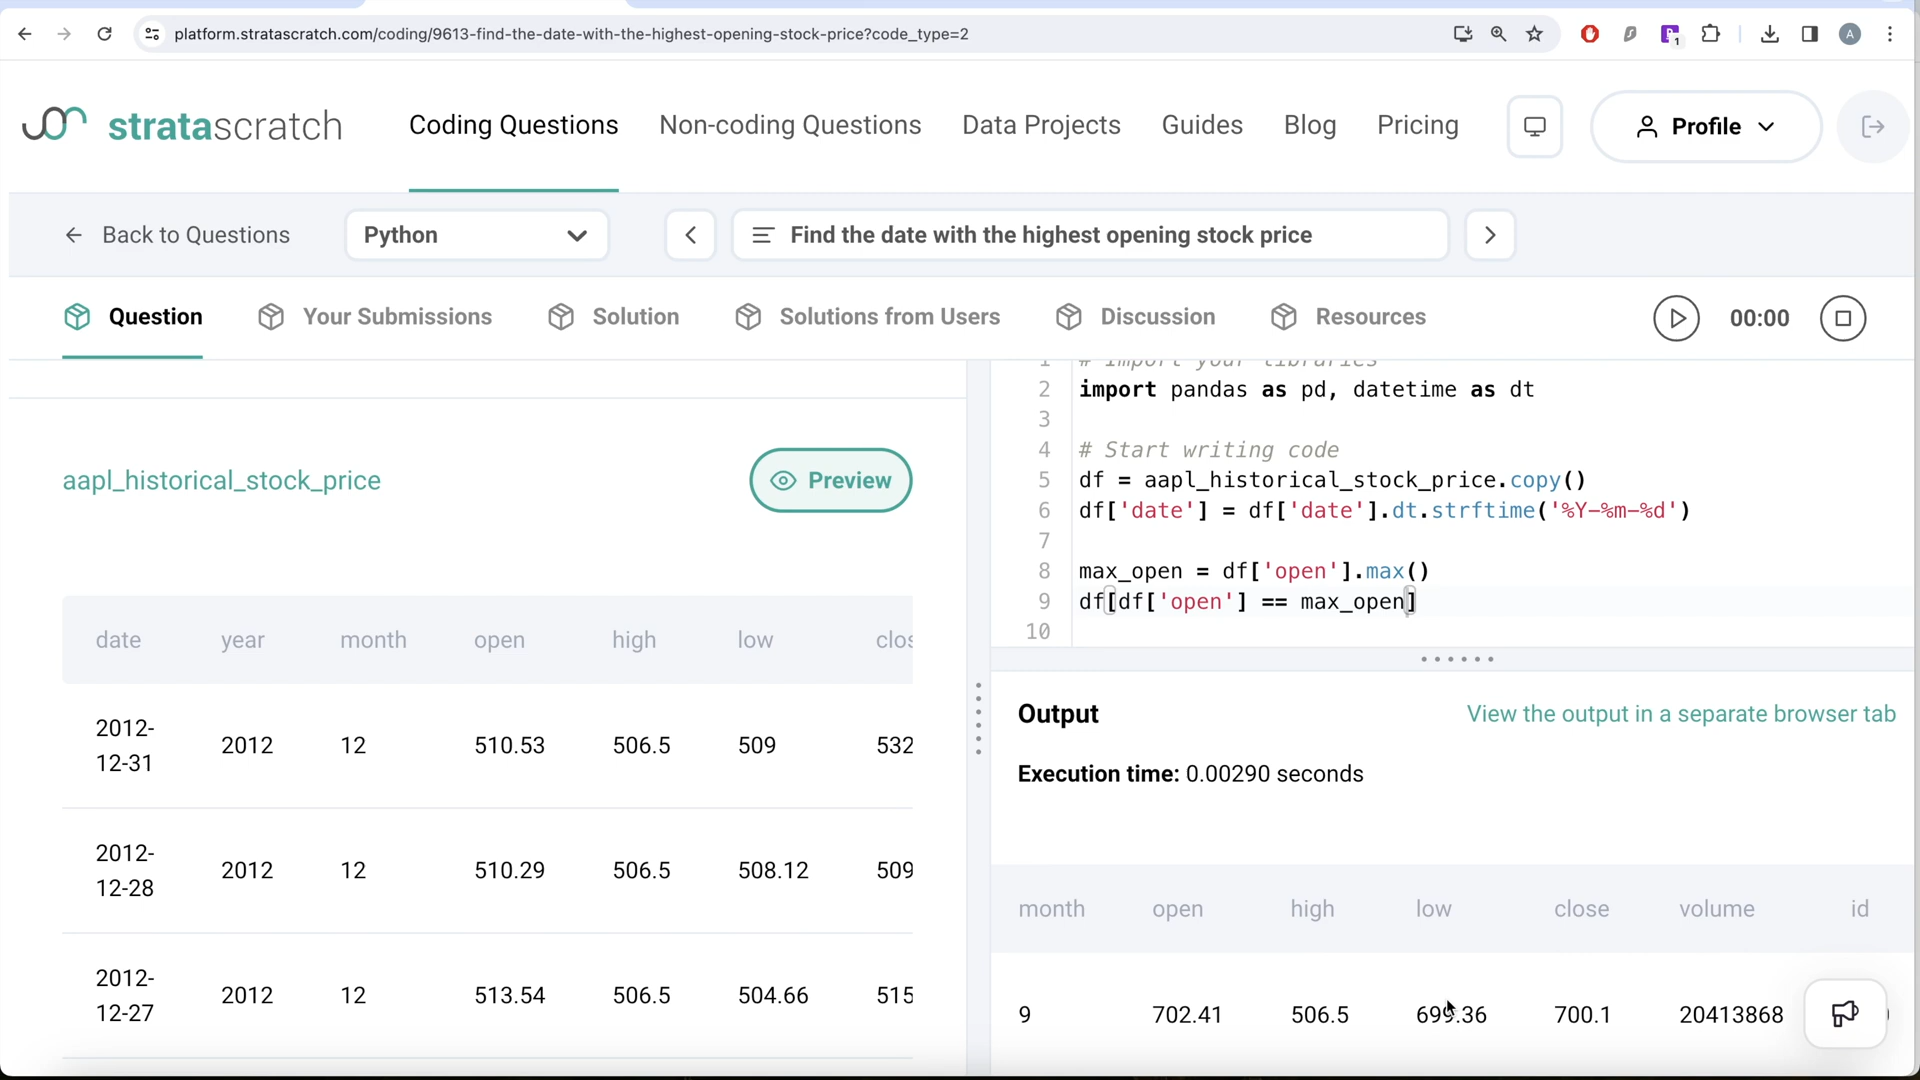 platform.stratascratch.com/coding/9613-find-the-date-with-the-highest-opening-stock-price?code_type=2
1
A
stratascratch
Coding Questions
Non-coding Questions
Data Projects
Guides
Blog
Pricing
Profile
Back to Questions
Python
Find the date with the highest opening stock price
Question
Your Submissions
Solution
Solutions from Users
Discussion
Resources
00:00
aapl_historical_stock_price
Preview
date year month open high low clos
2012-12-31 2012 12 510.53 506.5 509 532
2012-12-28 2012 12 510.29 506.5 508.12 509
2012-12-27 2012 12 513.54 506.5 504.66 515
1 # Import your libraries
2 import pandas as pd, datetime as dt
3
4 # Start writing code
5 df = aapl_historical_stock_price.copy()
6 df['date'] = df['date'].dt.strftime('%Y-%m-%d')
7
8 max_open = df['open'].max()
9 df[df['open'] == max_open]
10
Output
View the output in a separate browser tab
Execution time: 0.00290 seconds
month open high low close volume id
9 702.41 506.5 699.36 700.1 20413868